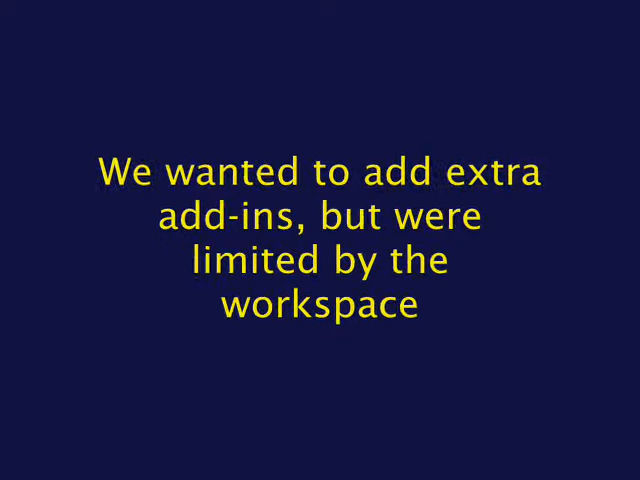 We wanted to add extra
add-ins, but were
limited by the
workspace